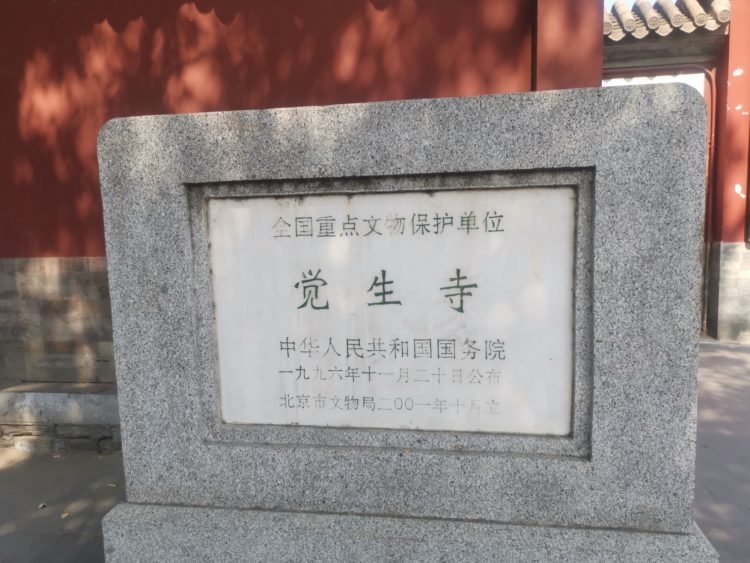 全国重点文物保护单位
觉生寺
中华人民共和国国务院
一九九六年十一月二十日公布
北京市文物局二〇〇一年十月立